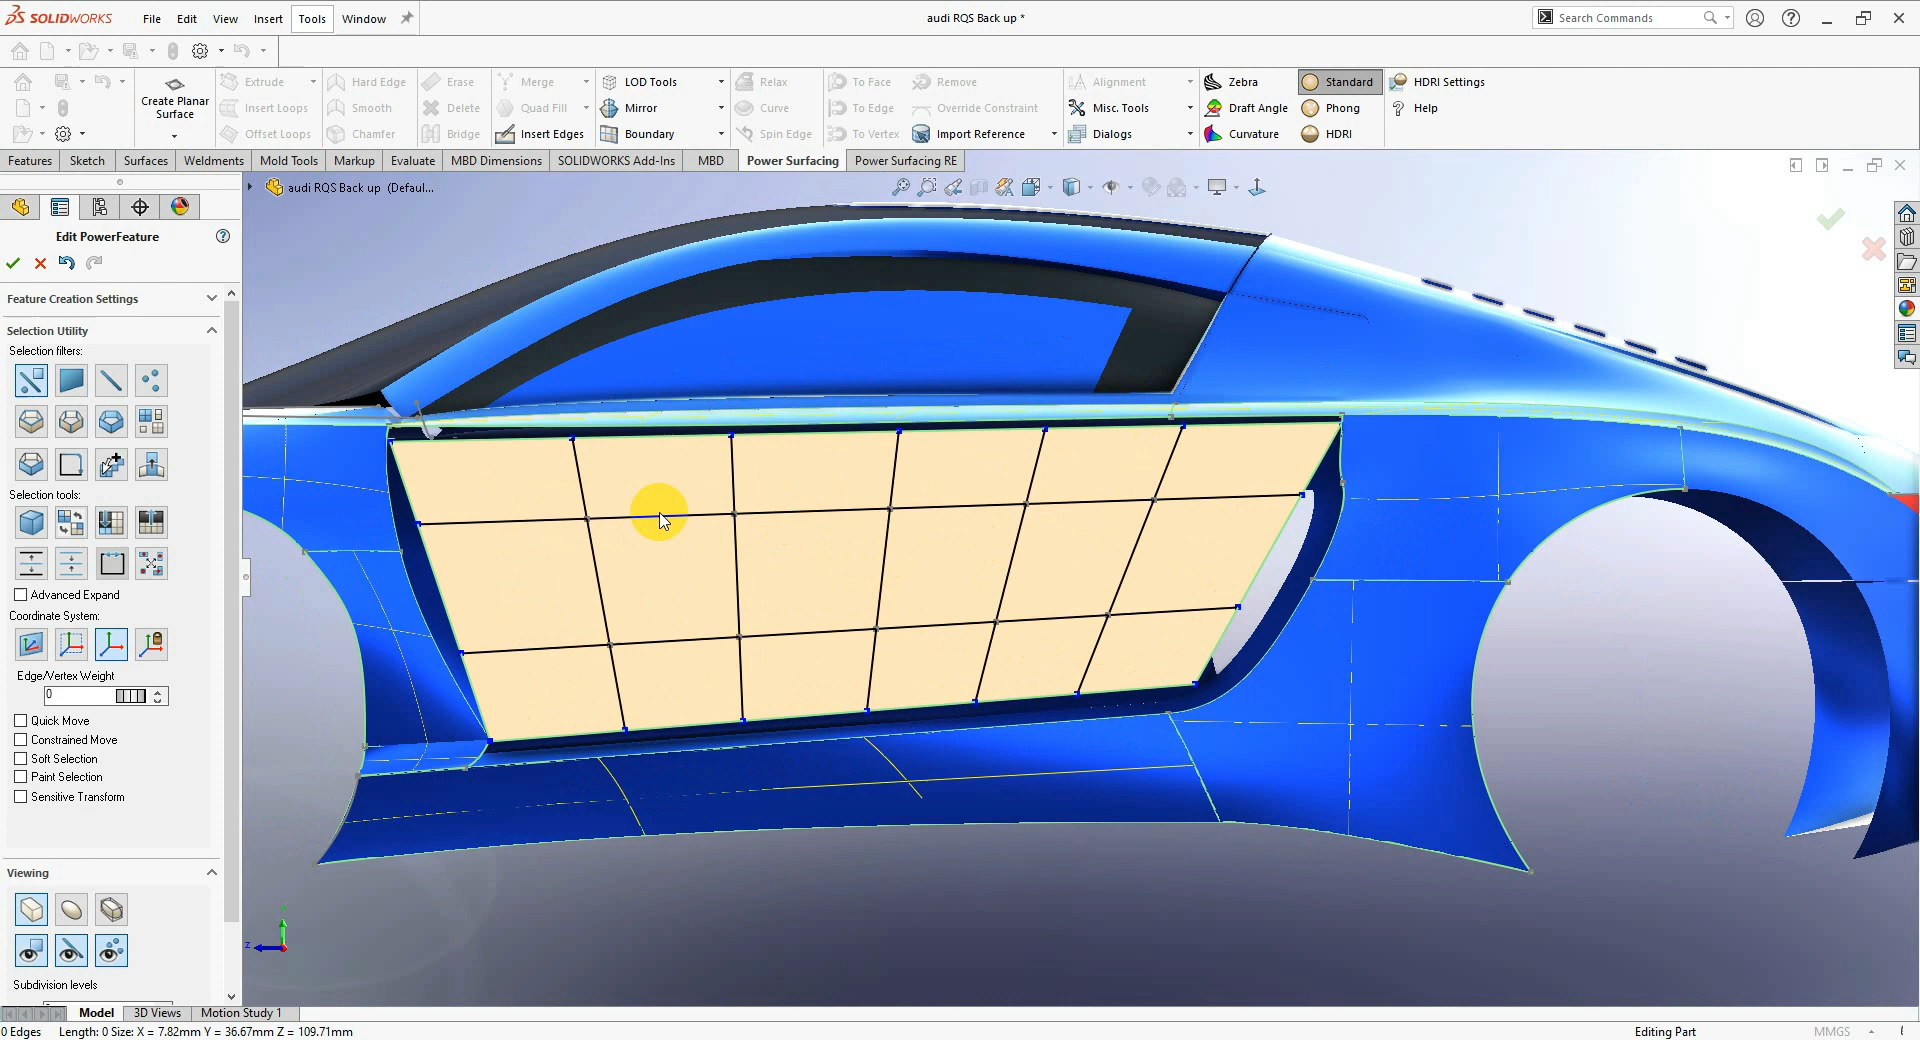 SOLIDWORKS File Edit View Insert Tools Window
audi RQS Back up *
Search Commands
Create Planar Surface
Extrude Hard Edge Erase Merge LOD Tools Relax To Face Remove Alignment Zebra Standard HDRI Settings
Insert Loops Smooth Delete Quad Fill Mirror Curve To Edge Override Constraint Misc. Tools Draft Angle Phong Help
Offset Loops Chamfer Bridge Insert Edges Boundary Spin Edge To Vertex Import Reference Dialogs Curvature HDRI
Features Sketch Surfaces Weldments Mold Tools Markup Evaluate MBD Dimensions SOLIDWORKS Add-Ins MBD Power Surfacing Power Surfacing RE
audi RQS Back up (Defaul...
Edit PowerFeature
Feature Creation Settings
Selection Utility
Selection filters:
Selection tools:
Advanced Expand
Coordinate System:
Edge/Vertex Weight
0
Quick Move
Constrained Move
Soft Selection
Paint Selection
Sensitive Transform
Viewing
Subdivision levels
Z
Model 3D Views Motion Study 1
0 Edges Length: 0 Size: X = 7.82mm Y = 36.67mm Z = 109.71mm
Editing Part
MMGS